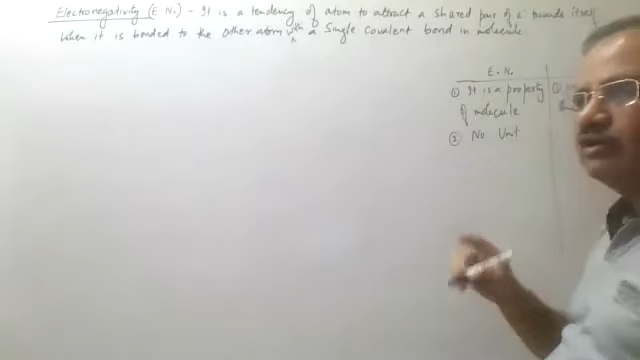 Electronegativity (E N.) - It is a tendency of atom to attract a shared pair of e⁻ towards itself
when it is bonded to the other atom with a single covalent bond in molecule
E. N.
① It is a property
of molecule
② No Unit
①